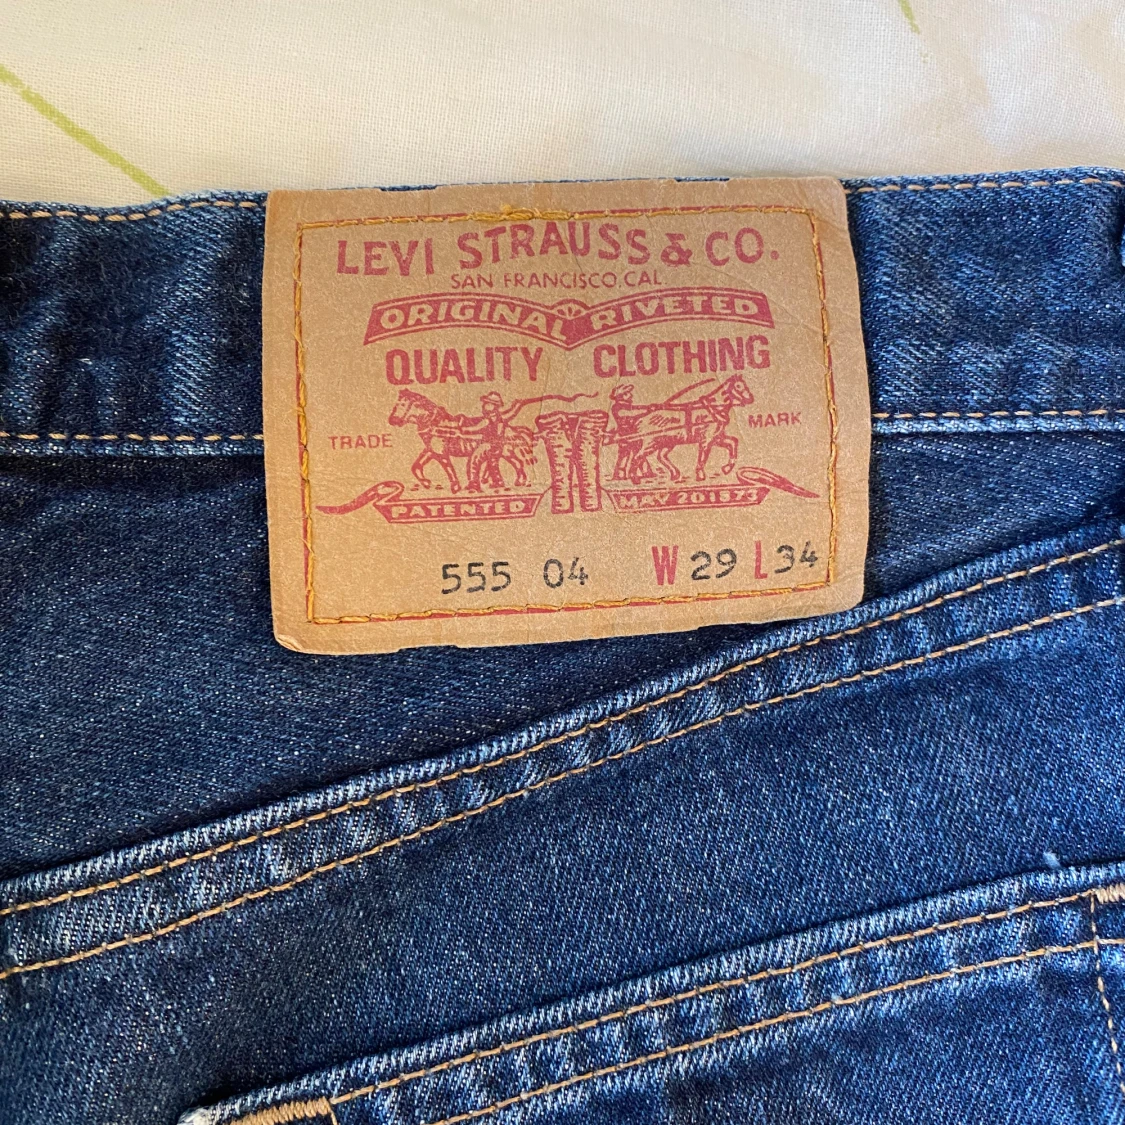 LEVI STRAUSS & CO.
SAN FRANCISCO, CAL
ORIGINAL RIVETED
QUALITY CLOTHING
TRADE MARK
PATENTED MAY 20 1873
555 04 W 29 L 34